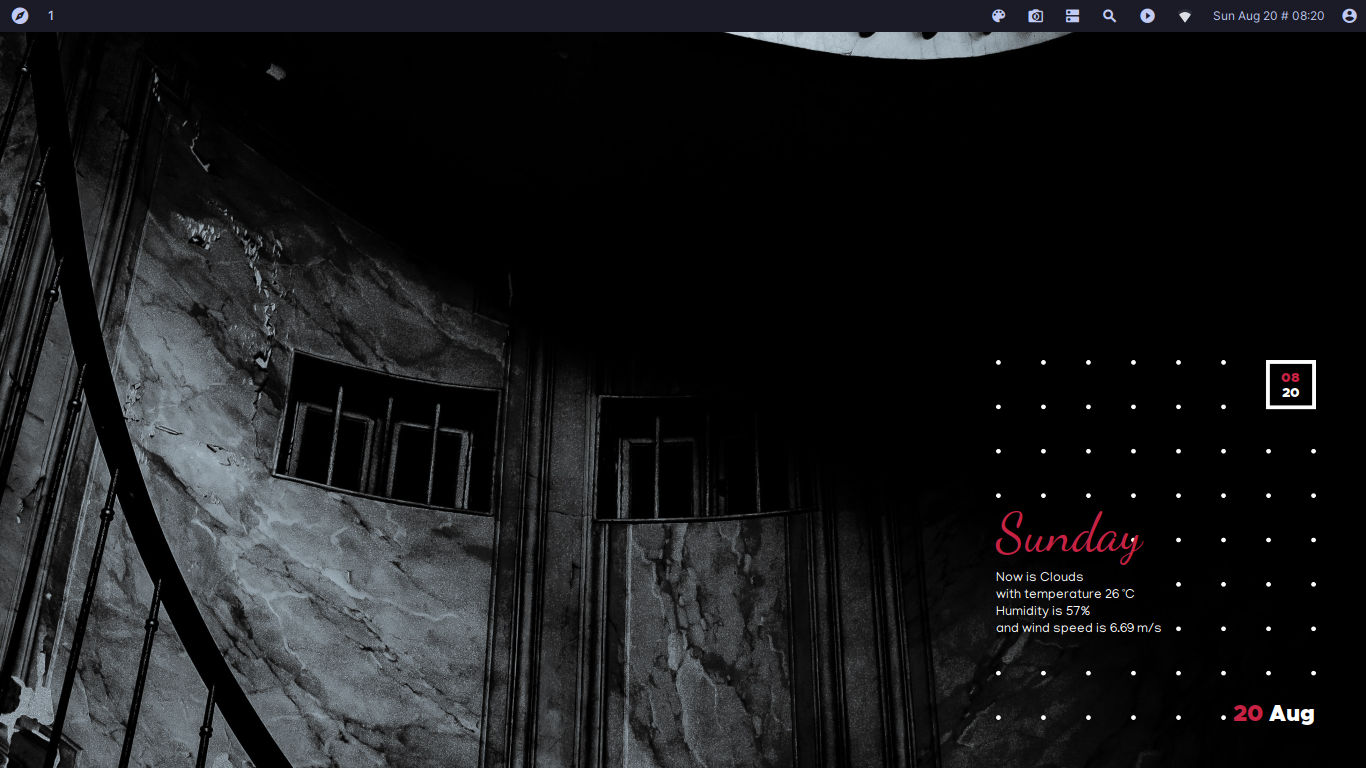 1
Sun Aug 20 # 08:20
08
20
Sunday
Now is Clouds
with temperature 26 °C
Humidity is 57%
and wind speed is 6.69 m/s
20 Aug